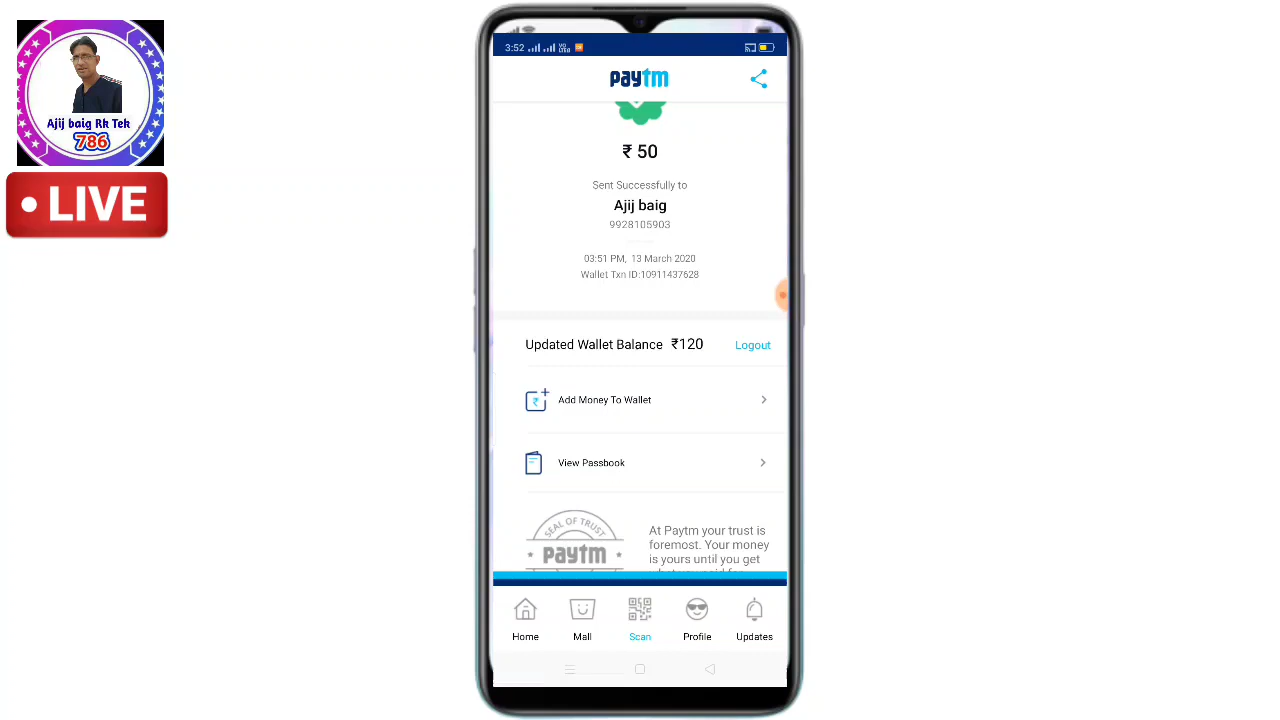 Ajij baig Rk Tek
786
LIVE
3:52
paytm
₹ 50
Sent Successfully to
Ajij baig
9928105903
03:51 PM, 13 March 2020
Wallet Txn ID:10911437628
Updated Wallet Balance ₹120 Logout
Add Money To Wallet
View Passbook
SEAL OF TRUST
paytm
At Paytm your trust is
foremost. Your money
is yours until you get
Home Mall Scan Profile Updates